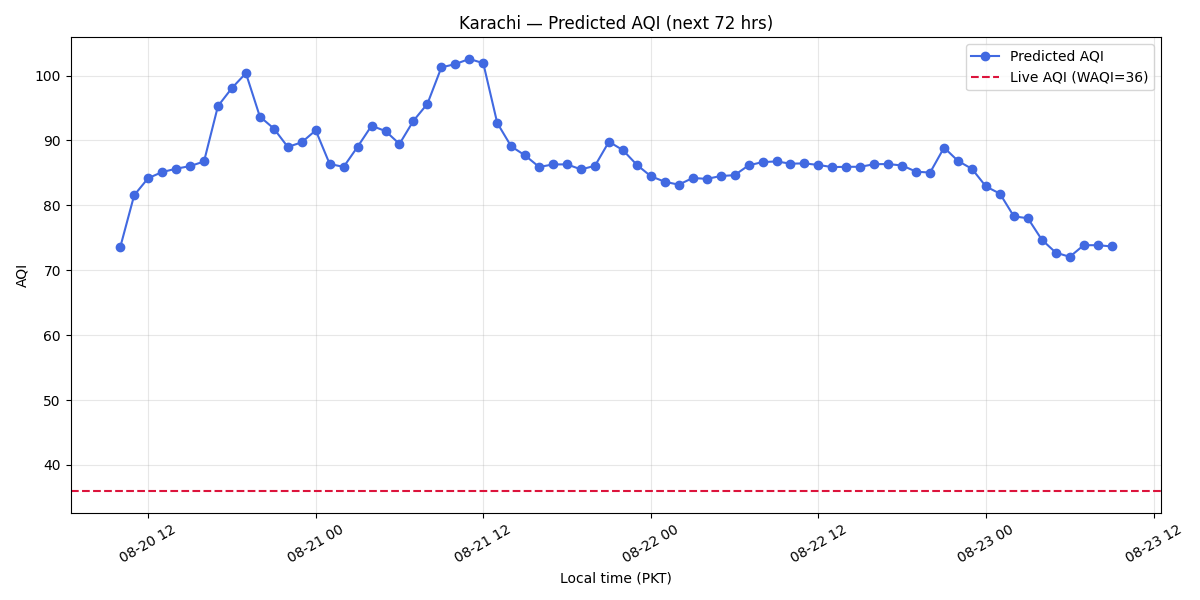 Karachi — Predicted AQI (next 72 hrs)
Predicted AQI
Live AQI (WAQI=36)
100
90
80
70
60
50
40
AQI
08-20 12
08-21 00
08-21 12
08-22 00
08-22 12
08-23 00
08-23 12
Local time (PKT)